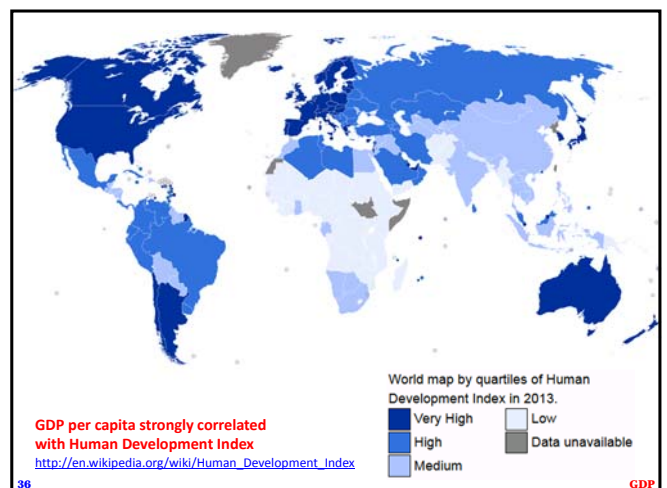 World map by quartiles of Human
Development Index in 2013.
Very High
Low
High
Data unavailable
Medium
GDP per capita strongly correlated
with Human Development Index
http://en.wikipedia.org/wiki/Human_Development_Index
36
GDP